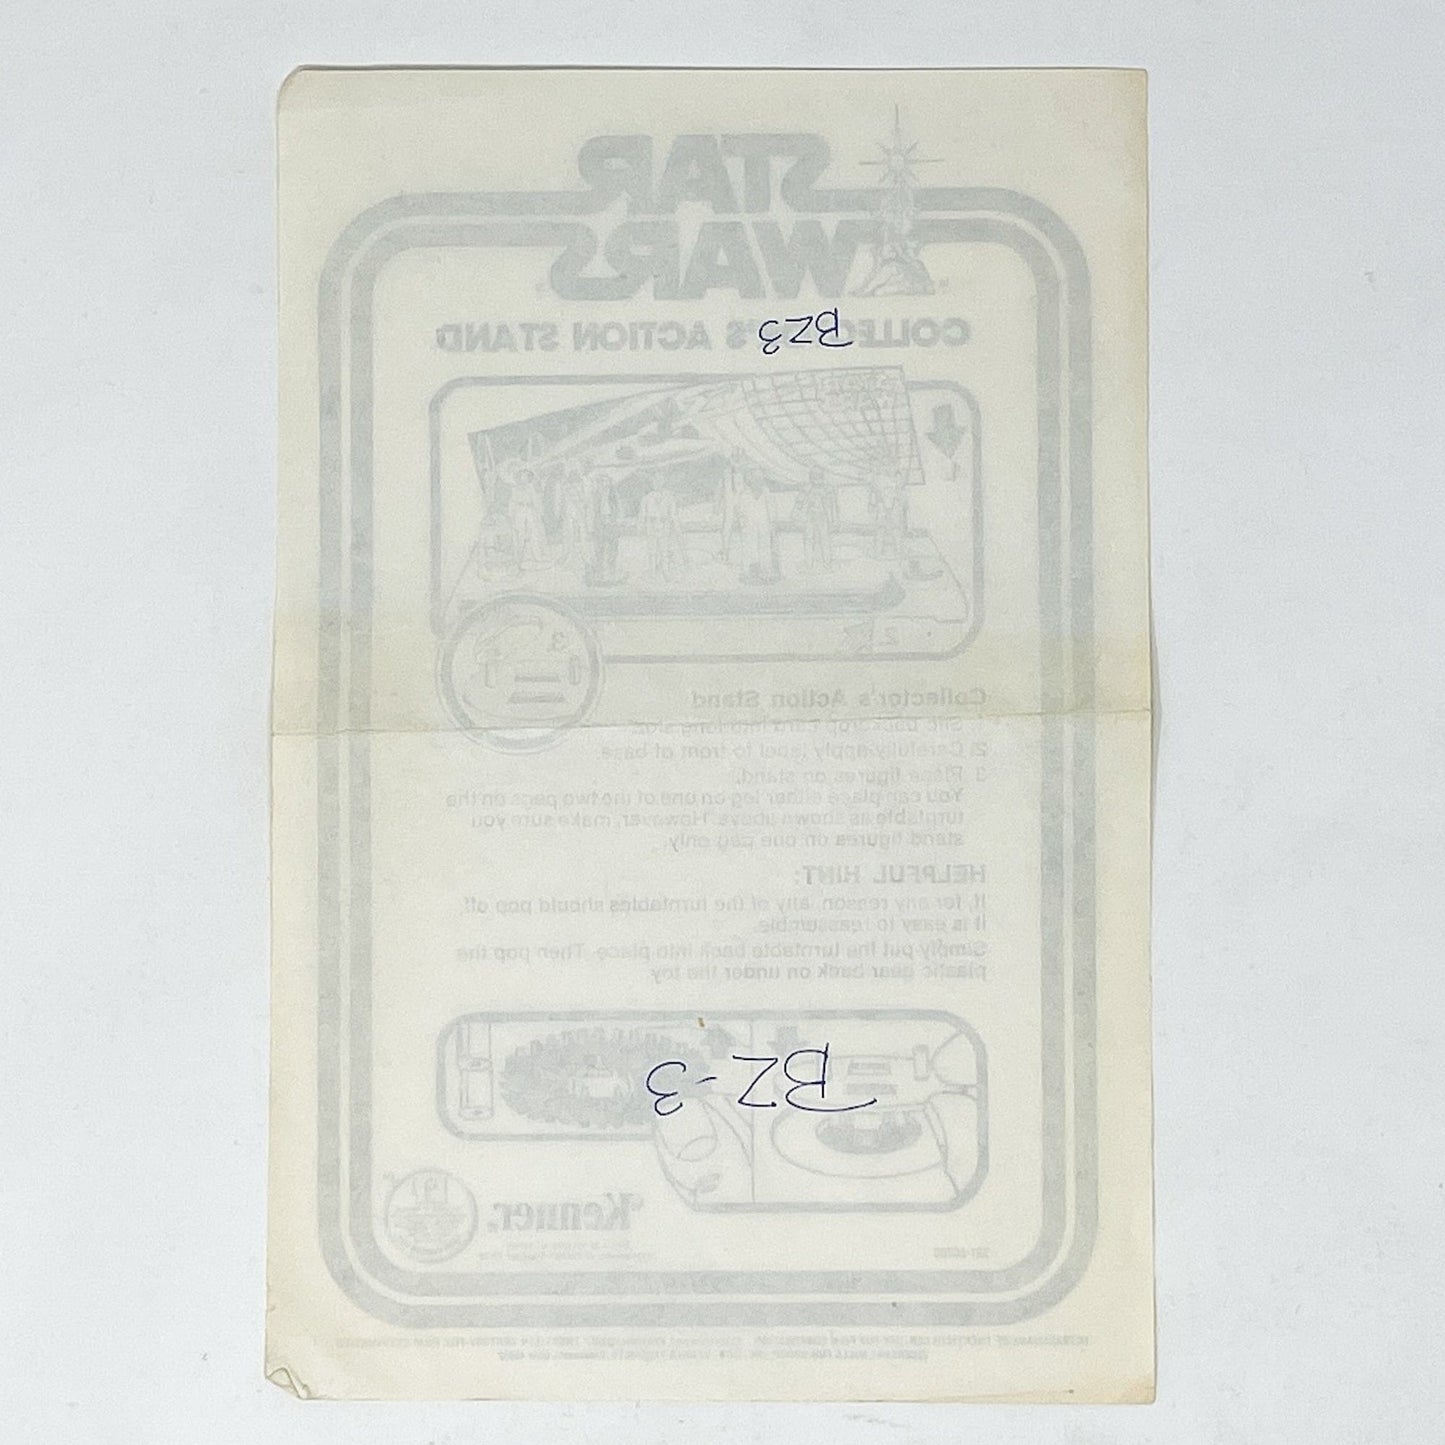 STAR
WARS
COLLEC 'S ACTION STAND
BZ3
1.
2.
3.
Collector's Action Stand
Slip backdrop card into long slot.
2. Carefully apply label to front of base.
3. Place figures on stand.
You can place either leg on one of the two pegs on the
turntable as shown above. However, make sure you
stand figures on one peg only.
HELPFUL HINT:
If, for any reason, any of the turntables should pop off,
it is easy to reassemble.
Simply put the turntable back into place. Then pop the
plastic gear back on under the toy.
BZ-3
Kenner